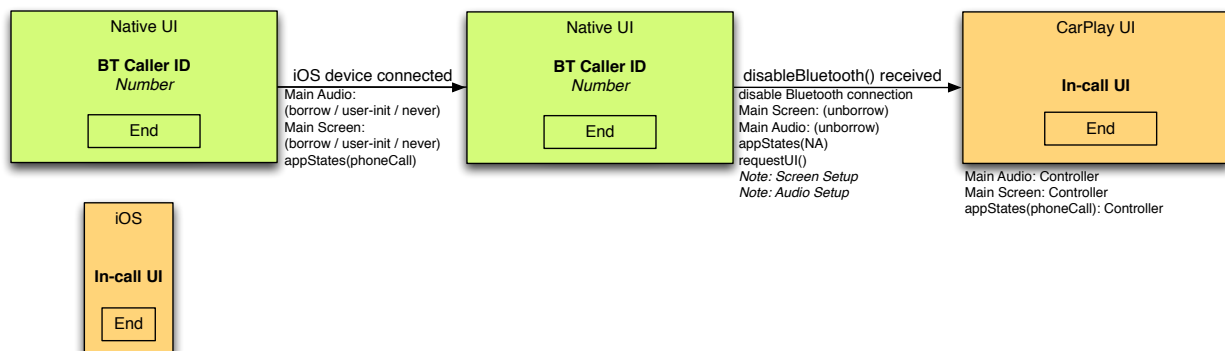 Native UI
BT Caller ID
Number
End
iOS device connected
Main Audio:
(borrow / user-init / never)
Main Screen:
(borrow / user-init / never)
appStates(phoneCall)
Native UI
BT Caller ID
Number
End
disableBluetooth() received
disable Bluetooth connection
Main Screen: (unborrow)
Main Audio: (unborrow)
appStates(NA)
requestUI()
Note: Screen Setup
Note: Audio Setup
CarPlay UI
In-call UI
End
Main Audio: Controller
Main Screen: Controller
appStates(phoneCall): Controller
iOS
In-call UI
End